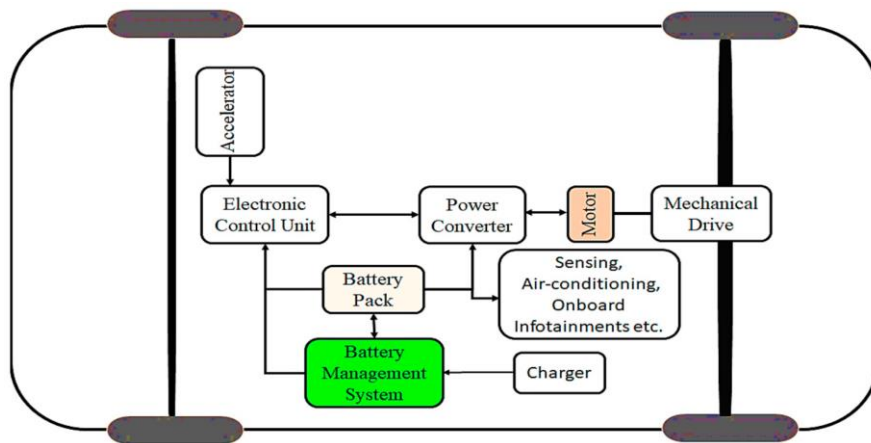 Accelerator
Electronic
Control Unit
Power
Converter
Motor
Mechanical
Drive
Battery
Pack
Sensing,
Air-conditioning,
Onboard
Infotainments etc.
Battery
Management
System
Charger